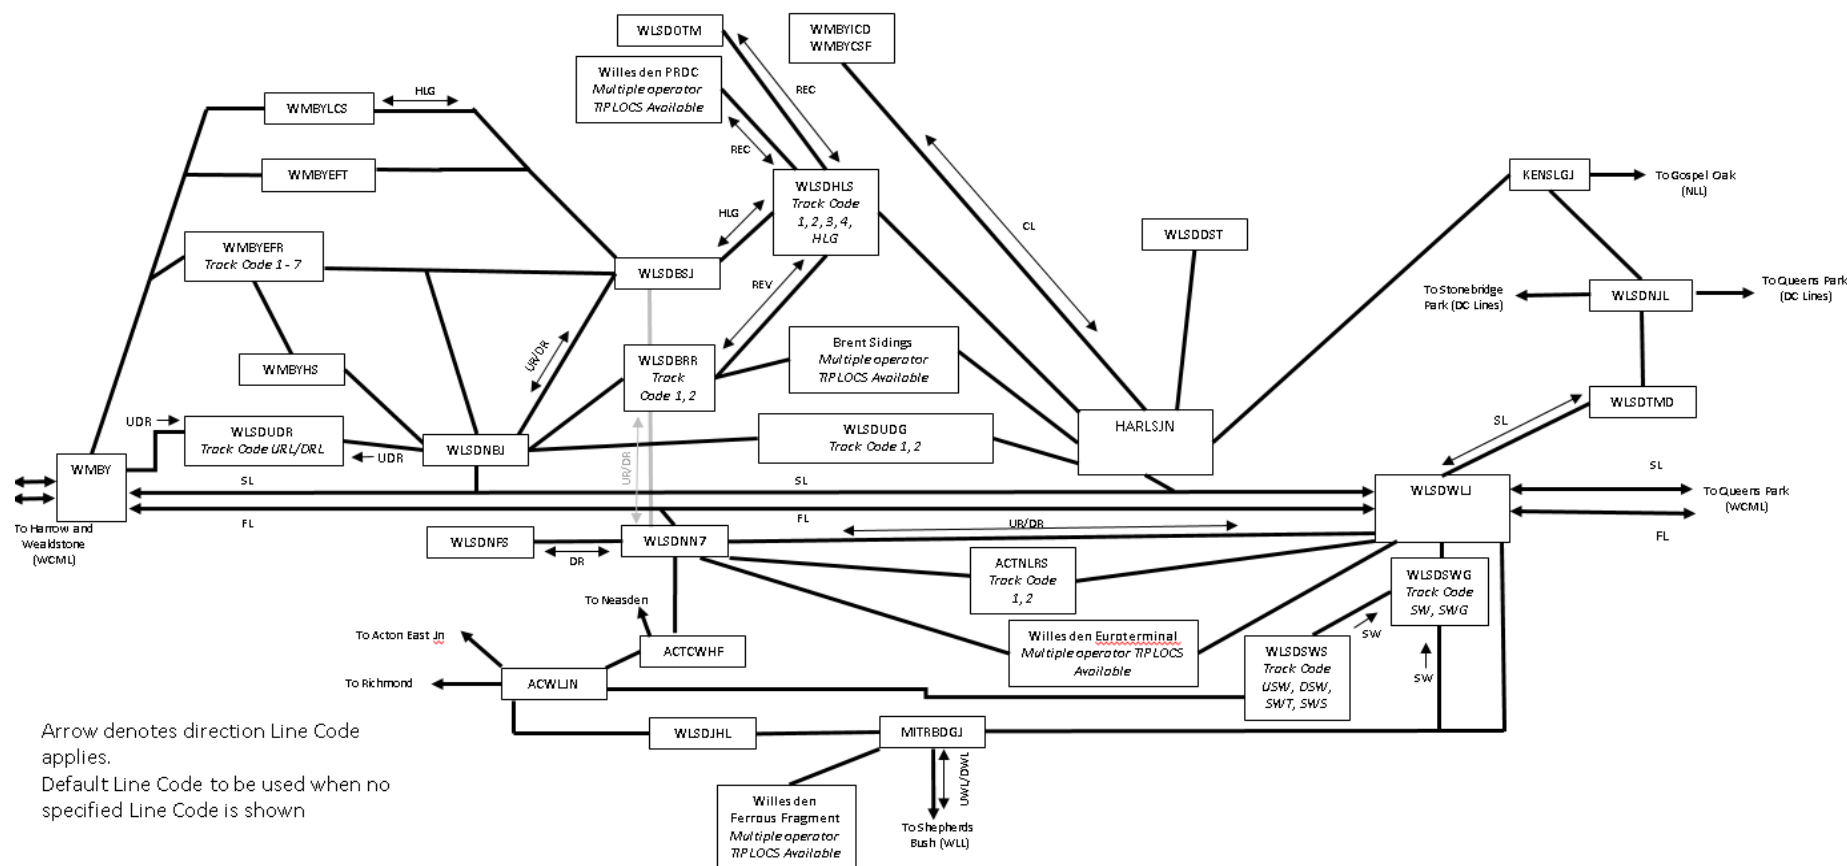 WLSDOTM
WMBYICD
WMBYCSF
Willesden PRDC
Multiple operator
TIPLOCS Available
REC
HLG
WMBYLCS
REC
WMBYEFT
WLSDHLS
Track Code
1, 2, 3, 4,
HLG
KENSLGJ
To Gospel Oak
(NLL)
HLG
CL
WLSDDST
WMBYEFR
Track Code 1 - 7
WLSDBSJ
REV
To Stonebridge
Park (DC Lines)
WLSDNJL
To Queens Park
(DC Lines)
UR/DR
WMBYHS
WLSDBRR
Track
Code 1, 2
Brent Sidings
Multiple operator
TIPLOCS Available
WLSDTMD
UDR
WLSDUDR
Track Code URL/DRL
UDR
WLSDNBJ
WLSDUDG
Track Code 1, 2
HARLSJN
SL
WMBY
UR/DR
SL
SL
WLSDWLJ
SL
To Queens Park
(WCML)
FL
FL
FL
To Harrow and
Wealdstone
(WCML)
WLSDNFS
DR
WLSDNN7
UR/DR
ACTNLRS
Track Code
1, 2
WLSDSWG
Track Code
SW, SWG
To Neasden
To Acton East Jn
ACTCWHF
Willesden Euroterminal
Multiple operator TIPLOCS
Available
SW
WLSDSWS
Track Code
USW, DSW,
SWT, SWS
SW
To Richmond
ACWLJN
WLSDJHL
MITRBDGJ
UWL/DWL
Arrow denotes direction Line Code
applies.
Default Line Code to be used when no
specified Line Code is shown
Willesden
Ferrous Fragment
Multiple operator
TIPLOCS Available
To Shepherds
Bush (WLL)